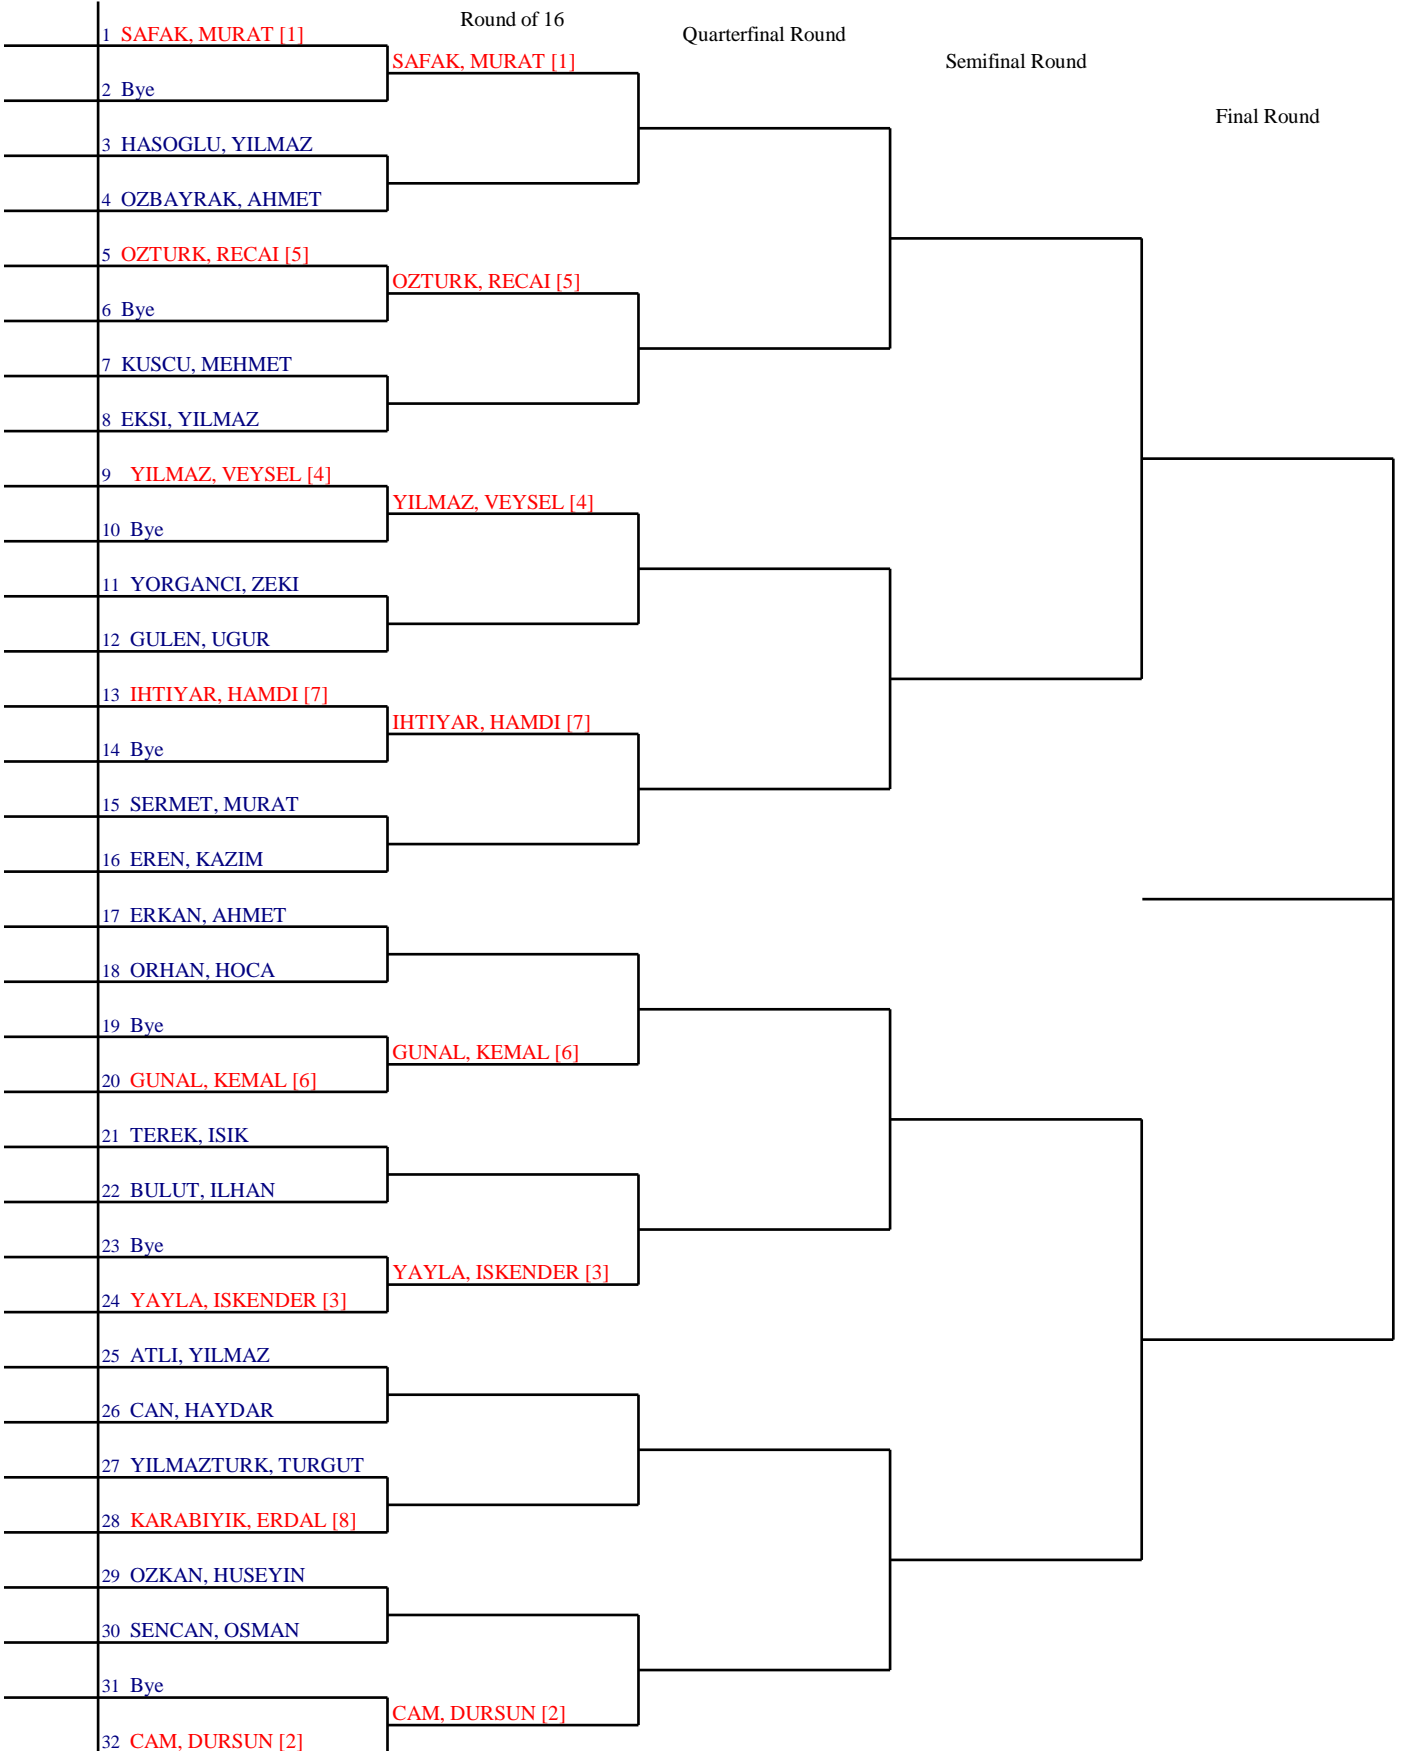 Round of 16
Quarterfinal Round
Semifinal Round
Final Round
1 SAFAK, MURAT [1]
SAFAK, MURAT [1]
2 Bye
3 HASOGLU, YILMAZ
4 OZBAYRAK, AHMET
5 OZTURK, RECAI [5]
OZTURK, RECAI [5]
6 Bye
7 KUSCU, MEHMET
8 EKSI, YILMAZ
9 YILMAZ, VEYSEL [4]
YILMAZ, VEYSEL [4]
10 Bye
11 YORGANCI, ZEKI
12 GULEN, UGUR
13 IHTIYAR, HAMDI [7]
IHTIYAR, HAMDI [7]
14 Bye
15 SERMET, MURAT
16 EREN, KAZIM
17 ERKAN, AHMET
18 ORHAN, HOCA
19 Bye
GUNAL, KEMAL [6]
20 GUNAL, KEMAL [6]
21 TEREK, ISIK
22 BULUT, ILHAN
23 Bye
YAYLA, ISKENDER [3]
24 YAYLA, ISKENDER [3]
25 ATLI, YILMAZ
26 CAN, HAYDAR
27 YILMAZTURK, TURGUT
28 KARABIYIK, ERDAL [8]
29 OZKAN, HUSEYIN
30 SENCAN, OSMAN
31 Bye
CAM, DURSUN [2]
32 CAM, DURSUN [2]